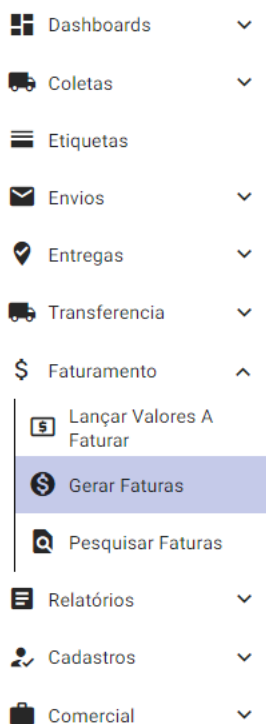 Dashboards
Coletas
Etiquetas
Envios
Entregas
Transferencia
$ Faturamento
Lançar Valores A
Faturar
Gerar Faturas
Pesquisar Faturas
Relatórios
Cadastros
Comercial